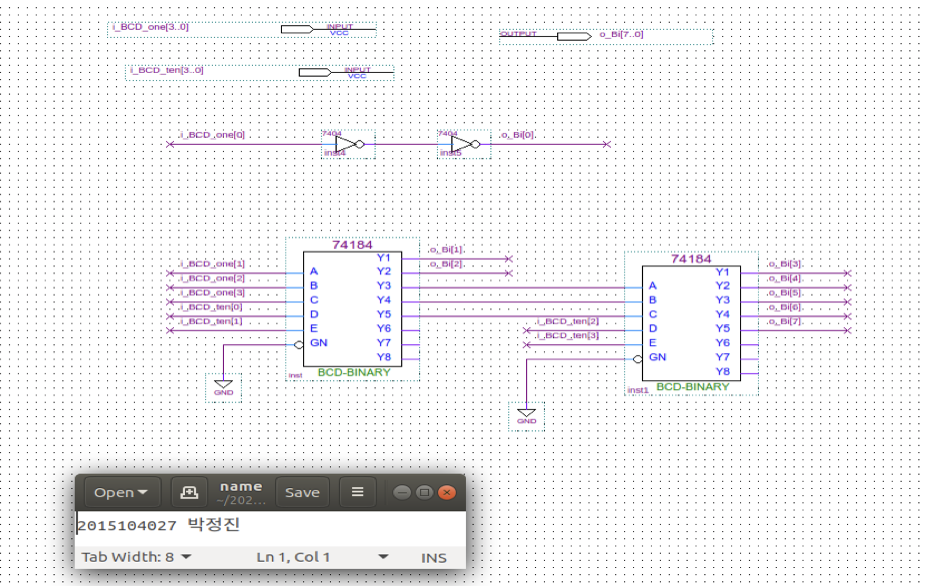 i_BCD_one[3..0]
INPUT
VCC
OUTPUT
o_Bi[7..0]
i_BCD_ten[3..0]
INPUT
VCC
i_BCD_one[0]
7404
inst4
7404
inst5
o_Bi[0]
74184
i_BCD_one[1]
i_BCD_one[2]
i_BCD_one[3]
i_BCD_ten[0]
i_BCD_ten[1]
A
B
C
D
E
GN
Y1
Y2
Y3
Y4
Y5
Y6
Y7
Y8
o_Bi[1]
o_Bi[2]
inst
BCD-BINARY
GND
74184
i_BCD_ten[2]
i_BCD_ten[3]
A
B
C
D
E
GN
Y1
Y2
Y3
Y4
Y5
Y6
Y7
Y8
o_Bi[3]
o_Bi[4]
o_Bi[5]
o_Bi[6]
o_Bi[7]
inst1
BCD-BINARY
GND
Open
name
~/202...
Save
2015104027 박정진
Tab Width: 8
Ln 1, Col 1
INS